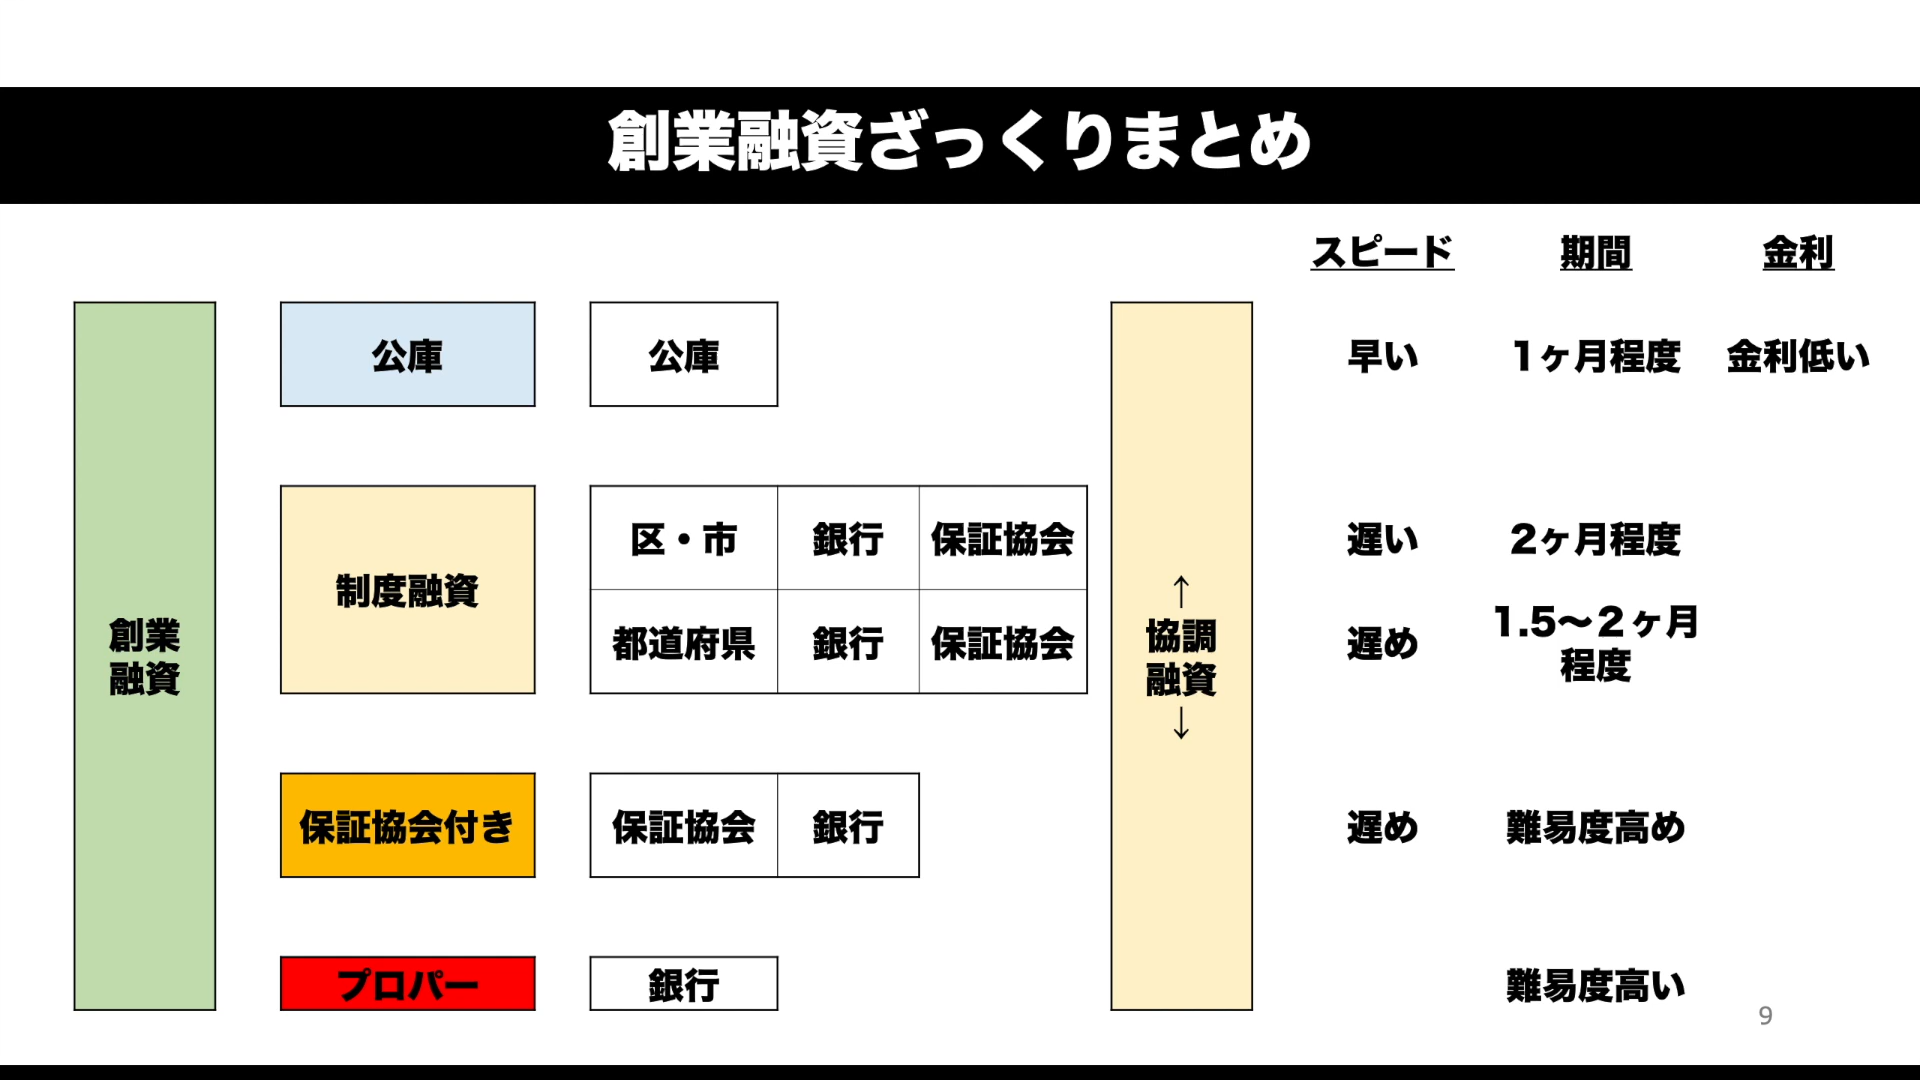 創業融資ざっくりまとめ
スピード 期間 金利
創業
融資
公庫 公庫 早い 1ヶ月程度 金利低い
制度融資
区・市 銀行 保証協会 遅い 2ヶ月程度
都道府県 銀行 保証協会 遅め 1.5〜2ヶ月
程度
↑
協調
融資
↓
保証協会付き 保証協会 銀行 遅め 難易度高め
プロパー 銀行 難易度高い
9